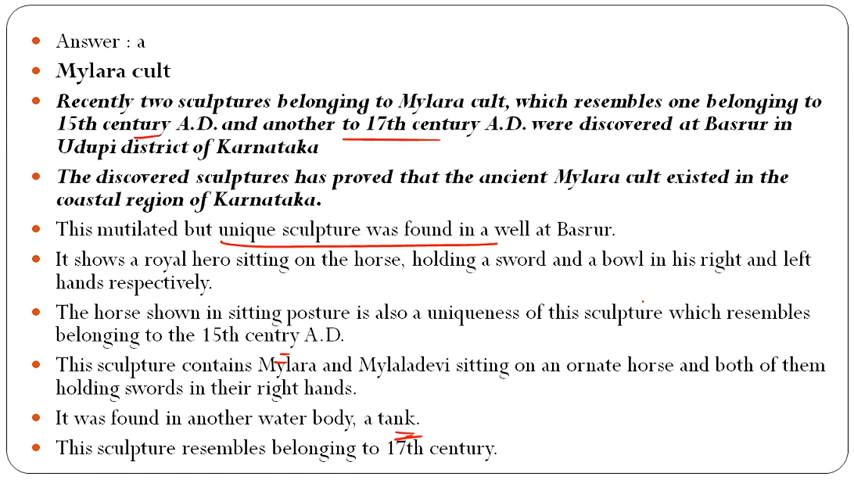 Answer : a
Mylara cult
Recently two sculptures belonging to Mylara cult, which resembles one belonging to
15th century A.D. and another to 17th century A.D. were discovered at Basrur in
Udupi district of Karnataka
The discovered sculptures has proved that the ancient Mylara cult existed in the
coastal region of Karnataka.
This mutilated but unique sculpture was found in a well at Basrur.
It shows a royal hero sitting on the horse, holding a sword and a bowl in his right and left
hands respectively.
The horse shown in sitting posture is also a uniqueness of this sculpture which resembles
belonging to the 15th centry A.D.
This sculpture contains Mylara and Mylaladevi sitting on an ornate horse and both of them
holding swords in their right hands.
It was found in another water body, a tank.
This sculpture resembles belonging to 17th century.